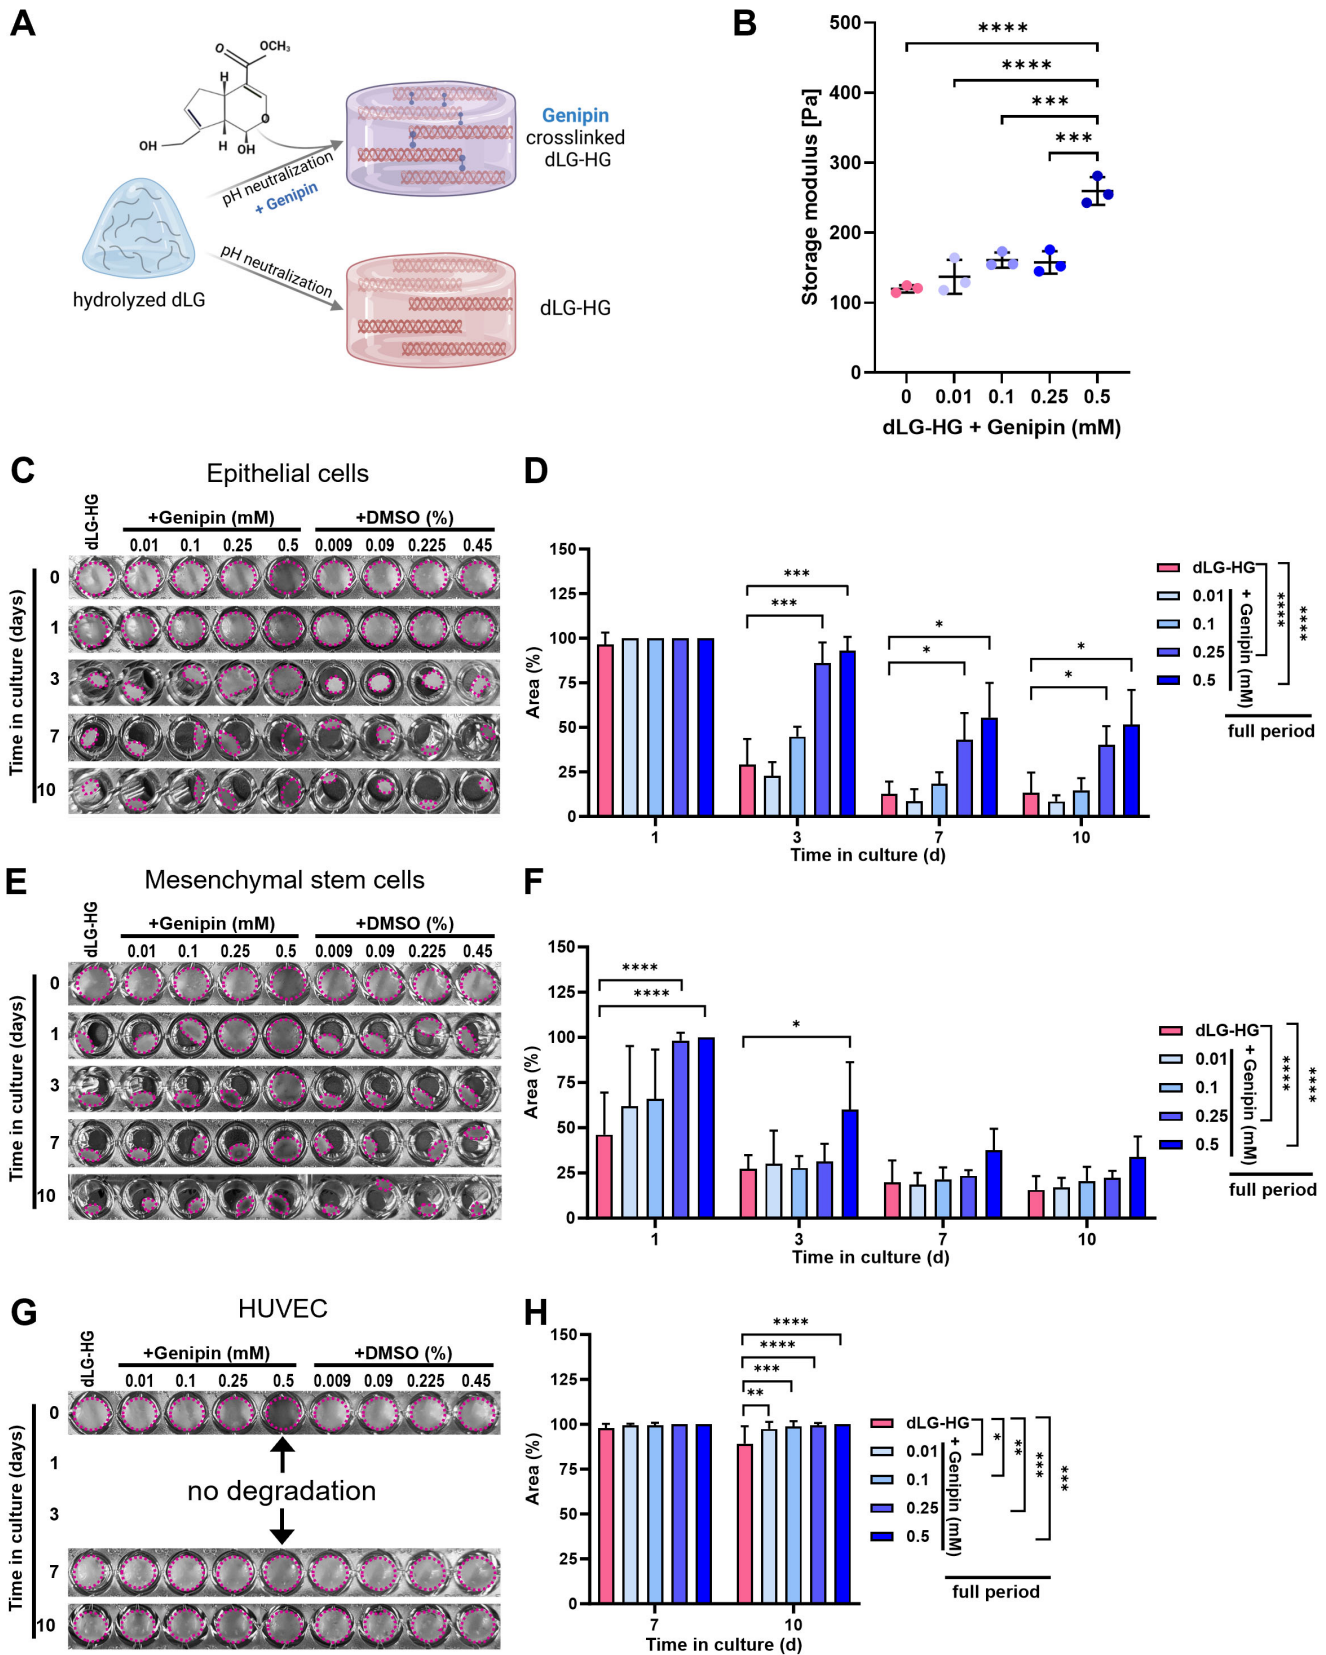 A
OCH3
O
H
O
OH
H
OH
pH neutralization
+ Genipin
Genipin
crosslinked
dLG-HG
hydrolyzed dLG
pH neutralization
dLG-HG
B
500
400
300
200
100
0
Storage modulus [Pa]
****
****
***
***
0 0.01 0.1 0.25 0.5
dLG-HG + Genipin (mM)
C
Epithelial cells
dLG-HG
+Genipin (mM) +DMSO (%)
0.01 0.1 0.25 0.5 0.009 0.09 0.225 0.45
Time in culture (days)
0
1
3
7
10
D
150
125
100
75
50
25
0
Area (%)
***
***
*
*
*
*
1 3 7 10
Time in culture (d)
dLG-HG
0.01
0.1
0.25
0.5
+ Genipin (mM)
****
****
full period
E
Mesenchymal stem cells
dLG-HG
+Genipin (mM) +DMSO (%)
0.01 0.1 0.25 0.5 0.009 0.09 0.225 0.45
Time in culture (days)
0
1
3
7
10
F
150
125
100
75
50
25
0
Area (%)
****
****
*
1 3 7 10
Time in culture (d)
dLG-HG
0.01
0.1
0.25
0.5
+ Genipin (mM)
****
****
full period
G
HUVEC
dLG-HG
+Genipin (mM) +DMSO (%)
0.01 0.1 0.25 0.5 0.009 0.09 0.225 0.45
Time in culture (days)
0
1
3
7
10
no degradation
H
150
125
100
75
50
25
0
Area (%)
****
****
***
**
7 10
Time in culture (d)
dLG-HG
0.01
0.1
0.25
0.5
+ Genipin (mM)
*
**
***
***
full period